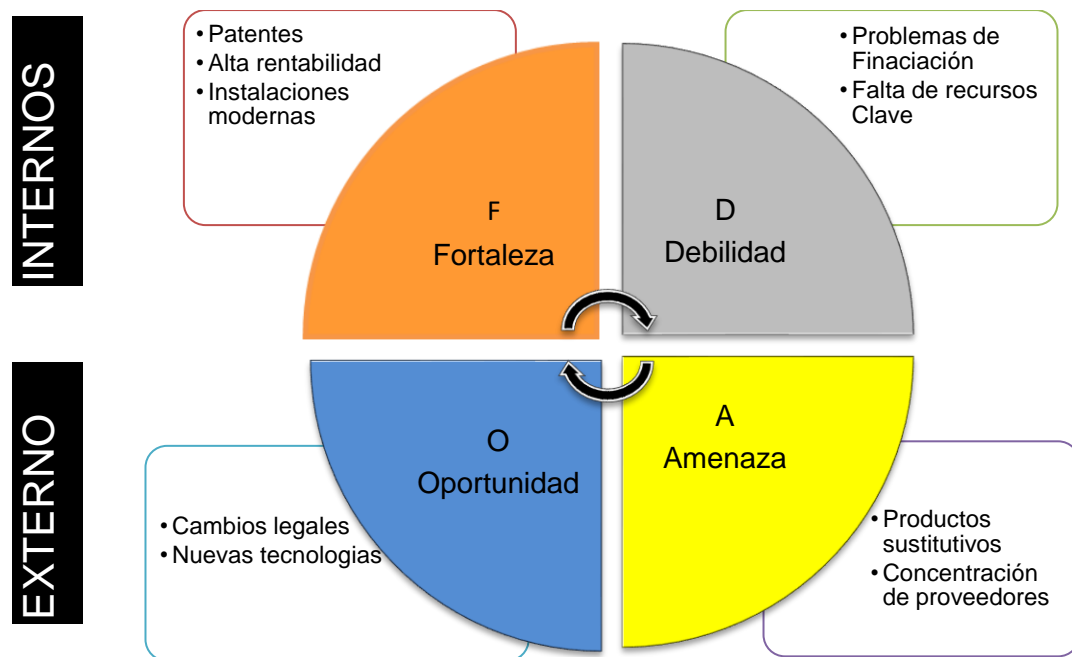 INTERNOS
• Patentes
• Alta rentabilidad
• Instalaciones
modernas
• Problemas de
Finaciación
• Falta de recursos
Clave
F
Fortaleza
D
Debilidad
EXTERNO
O
Oportunidad
A
Amenaza
• Cambios legales
• Nuevas tecnologias
• Productos
sustitutivos
• Concentración
de proveedores